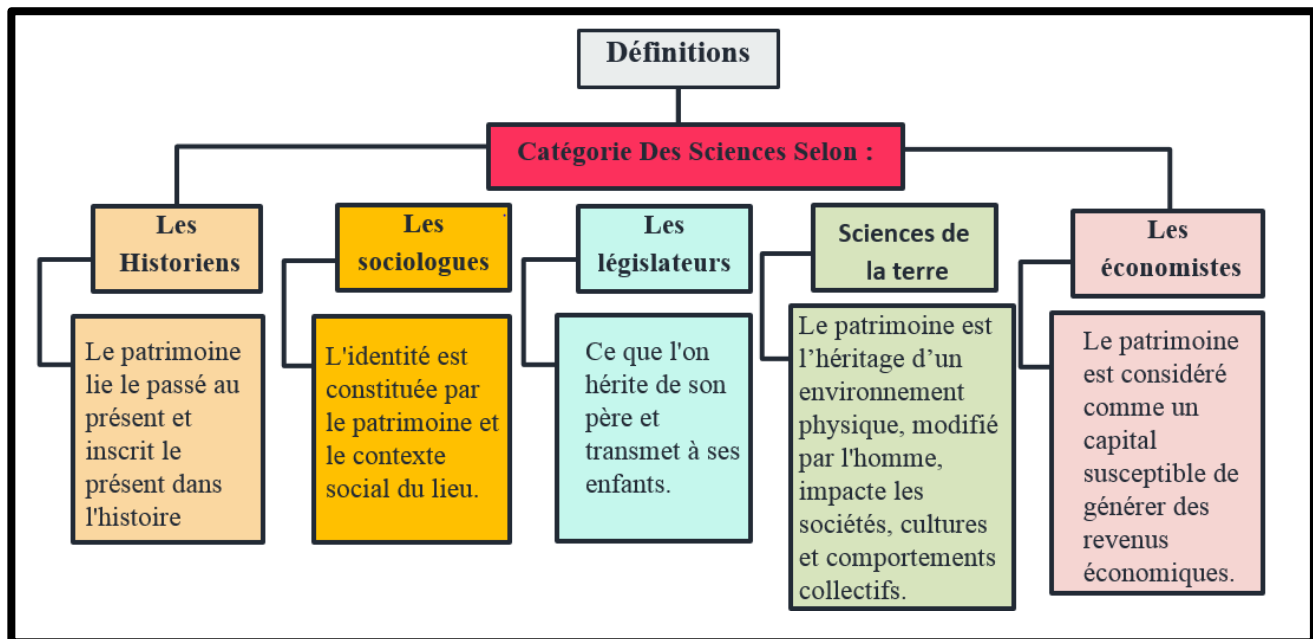 Définitions
Catégorie Des Sciences Selon :
Les
Historiens
Le patrimoine
lie le passé au
présent et
inscrit le
présent dans
l'histoire
Les
sociologues
L'identité est
constituée par
le patrimoine et
le contexte
social du lieu.
Les
législateurs
Ce que l'on
hérite de son
père et
transmet à ses
enfants.
Sciences de
la terre
Le patrimoine est
l’héritage d’un
environnement
physique, modifié
par l'homme,
impacte les
sociétés, cultures
et comportements
collectifs.
Les
économistes
Le patrimoine
est considéré
comme un
capital
susceptible de
générer des
revenus
économiques.